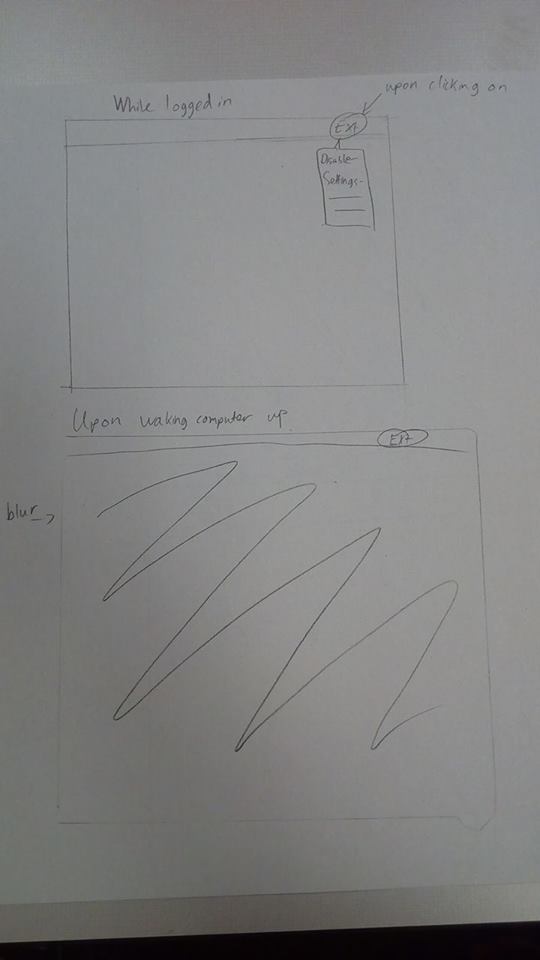 While logged in
upon clicking on
EXT
Disable
Settings
Upon waking computer up.
EXT
blur